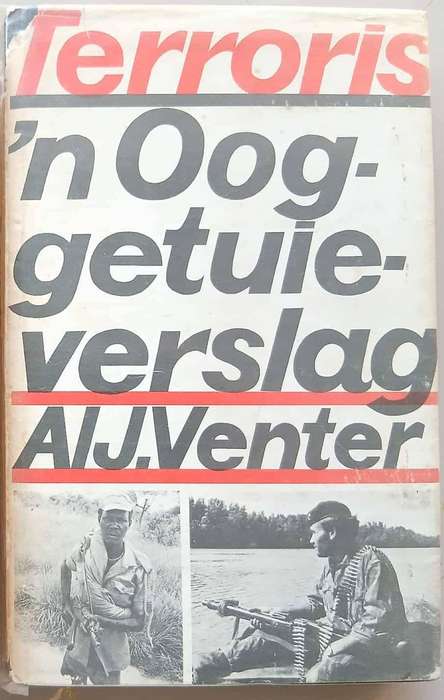 Terroris
'n Oog-
getuie-
verslag
Al J. Venter